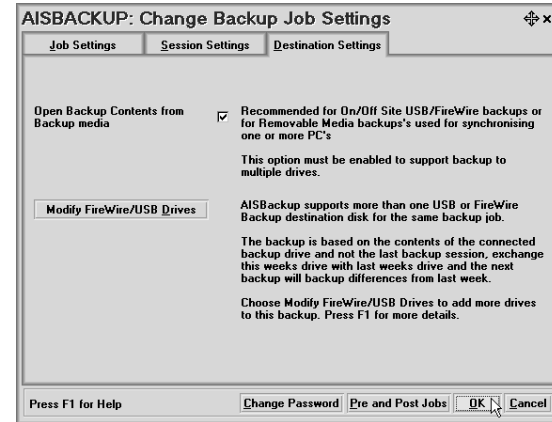 AISBACKUP: Change Backup Job Settings
Job Settings
Session Settings
Destination Settings
Open Backup Contents from
Backup media
Recommended for On/Off Site USB/FireWire backups or
for Removable Media backups's used for synchronising
one or more PC's
This option must be enabled to support backup to
multiple drives.
Modify FireWire/USB Drives
AISBackup supports more than one USB or FireWire
Backup destination disk for the same backup job.
The backup is based on the contents of the connected
backup drive and not the last backup session, exchange
this weeks drive with last weeks drive and the next
backup will backup differences from last week.
Choose Modify FireWire/USB Drives to add more drives
to this backup. Press F1 for more details.
Press F1 for Help
Change Password
Pre and Post Jobs
OK
Cancel